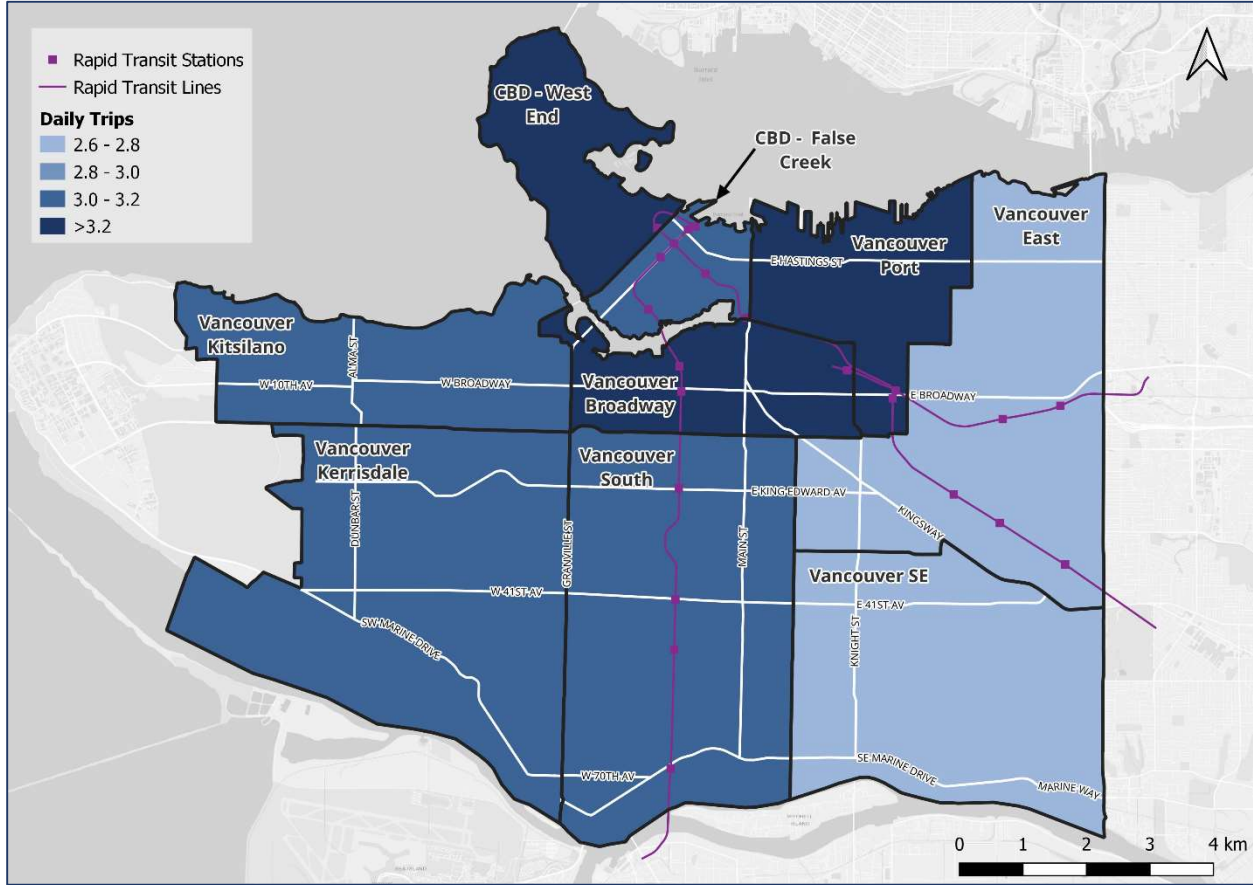 Rapid Transit Stations
Rapid Transit Lines
Daily Trips
2.6 - 2.8
2.8 - 3.0
3.0 - 3.2
>3.2
CBD - West
End
CBD - False
Creek
Vancouver
East
Vancouver
Port
E HASTINGS ST
Vancouver
Kitsilano
ALMA ST
W 10TH AV
W BROADWAY
Vancouver
Broadway
E BROADWAY
Vancouver
Kerrisdale
Vancouver
South
E KING EDWARD AV
KINGSWAY
DUNBAR ST
GRANVILLE ST
MAIN ST
Vancouver SE
W 41ST AV
E 41ST AV
SW MARINE DRIVE
KNIGHT ST
W 70TH AV
SE MARINE DRIVE
MARINE WAY
0 1 2 3 4 km